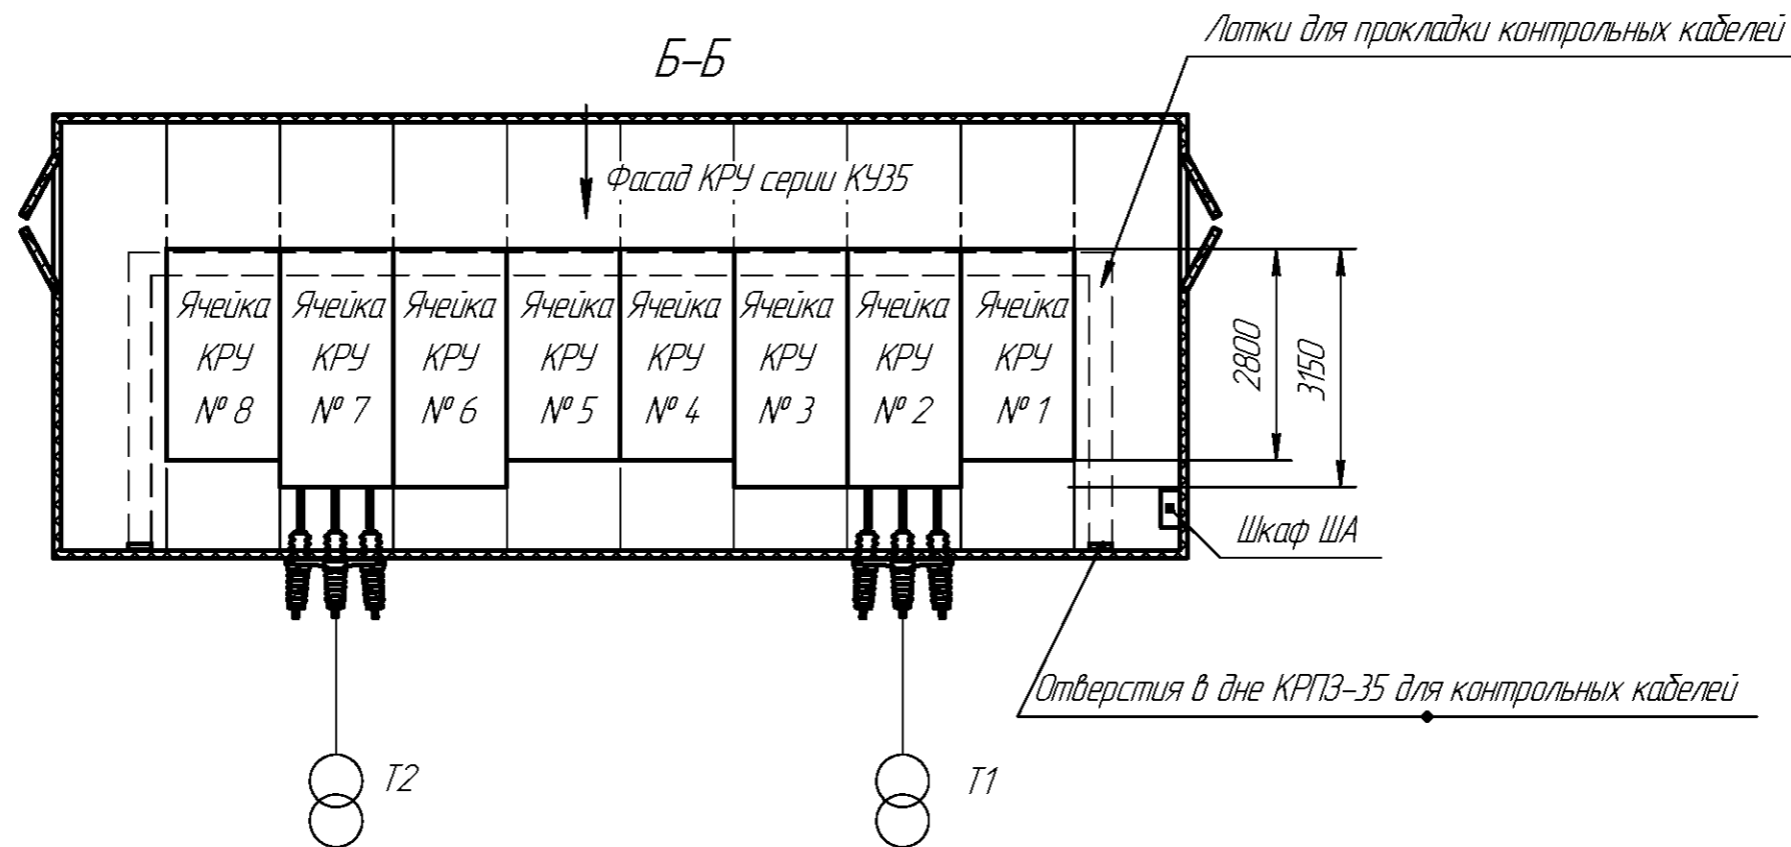 Лотки для прокладки контрольных кабелей
Б-Б
Фасад КРУ серии КУ35
Ячейка КРУ № 8
Ячейка КРУ № 7
Ячейка КРУ № 6
Ячейка КРУ № 5
Ячейка КРУ № 4
Ячейка КРУ № 3
Ячейка КРУ № 2
Ячейка КРУ № 1
2800
3150
Шкаф ША
Отверстия в дне КРПЗ-35 для контрольных кабелей
Т2
Т1